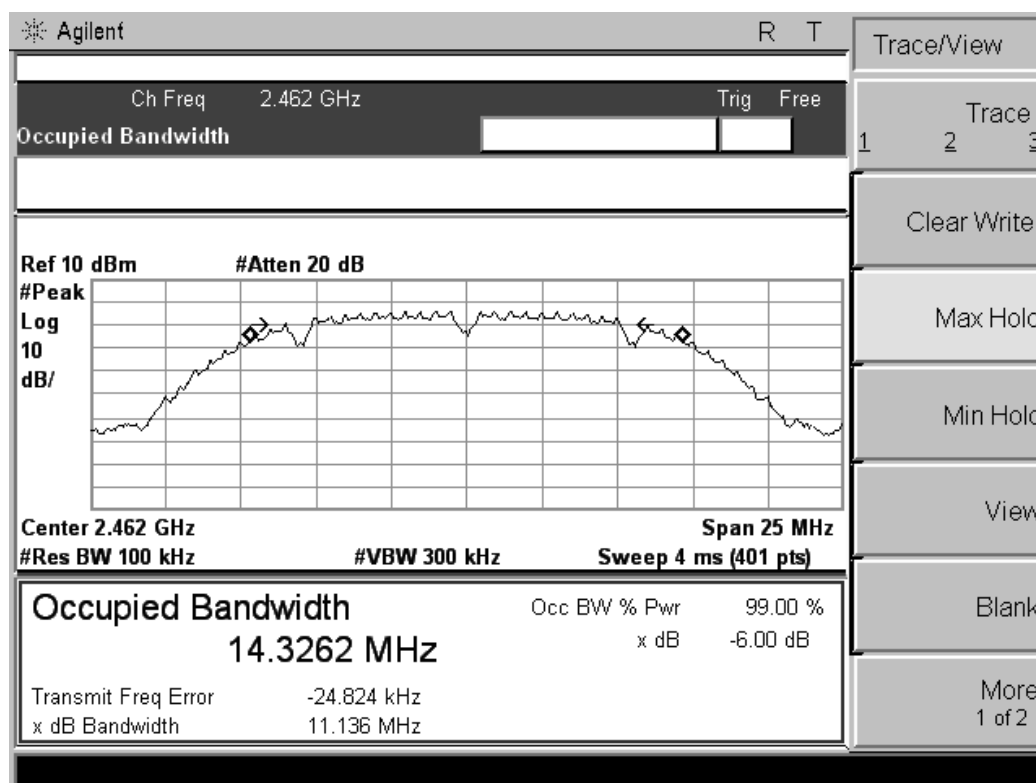 Agilent R T
Trace/View
Ch Freq 2.462 GHz Trig Free
Occupied Bandwidth
Trace
1 2 3
Clear Write
Max Hold
Min Hold
View
Blank
More
1 of 2
Ref 10 dBm #Atten 20 dB
#Peak
Log
10
dB/
Center 2.462 GHz Span 25 MHz
#Res BW 100 kHz #VBW 300 kHz Sweep 4 ms (401 pts)
Occupied Bandwidth
14.3262 MHz
Occ BW % Pwr 99.00 %
x dB -6.00 dB
Transmit Freq Error -24.824 kHz
x dB Bandwidth 11.136 MHz